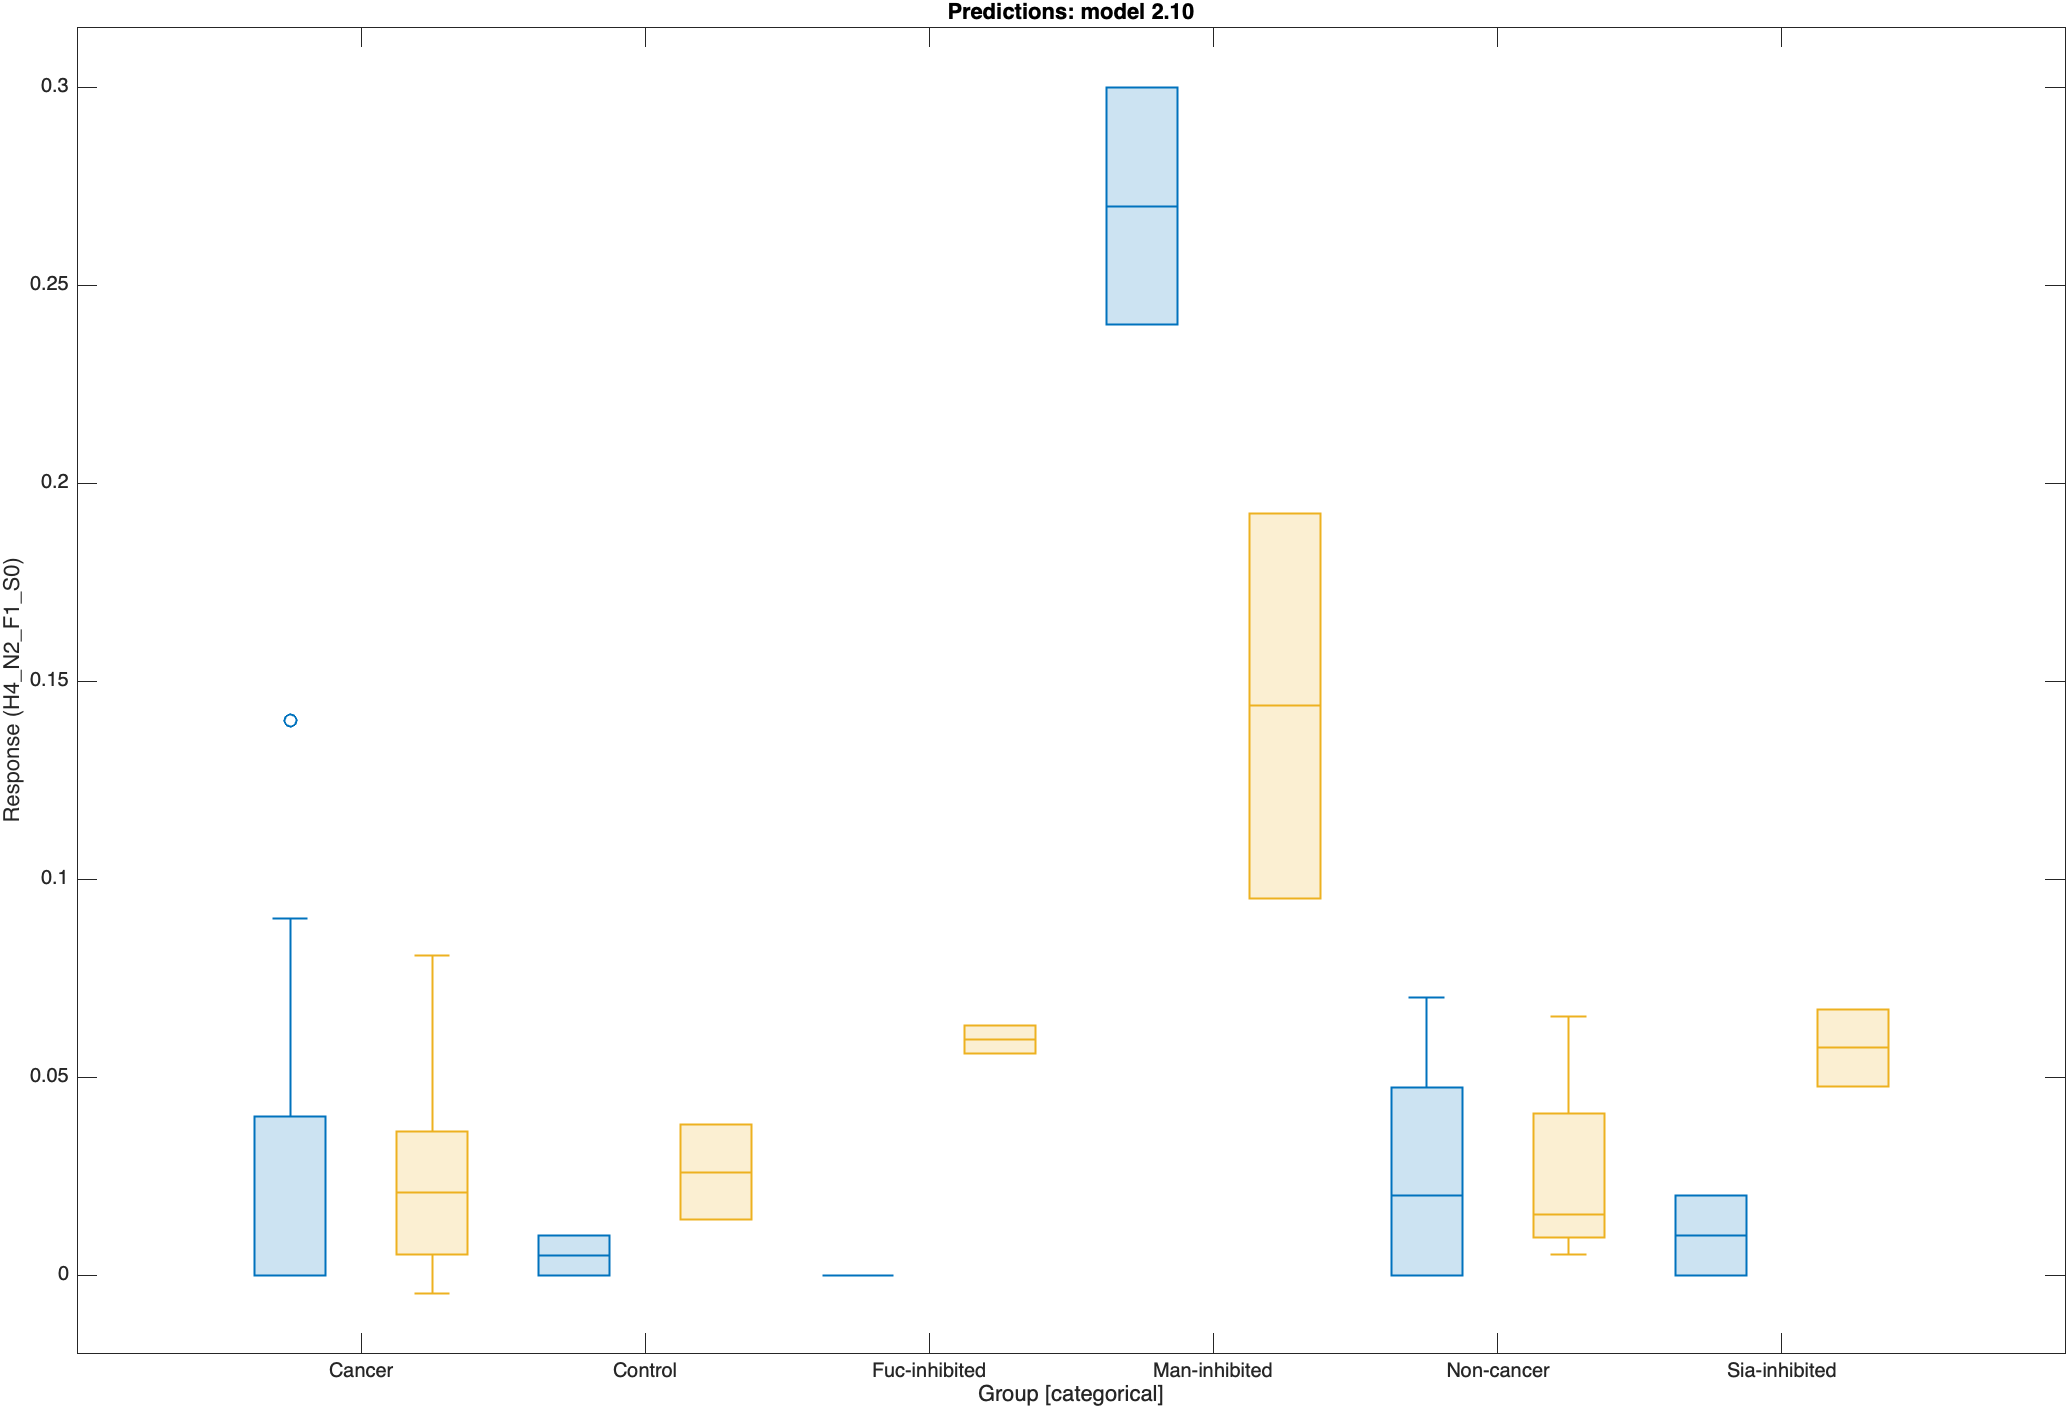 Predictions: model 2.10
0.3
0.25
0.2
0.15
0.1
0.05
0
Response (H4_N2_F1_S0)
Cancer Control Fuc-inhibited Man-inhibited Non-cancer Sia-inhibited
Group [categorical]